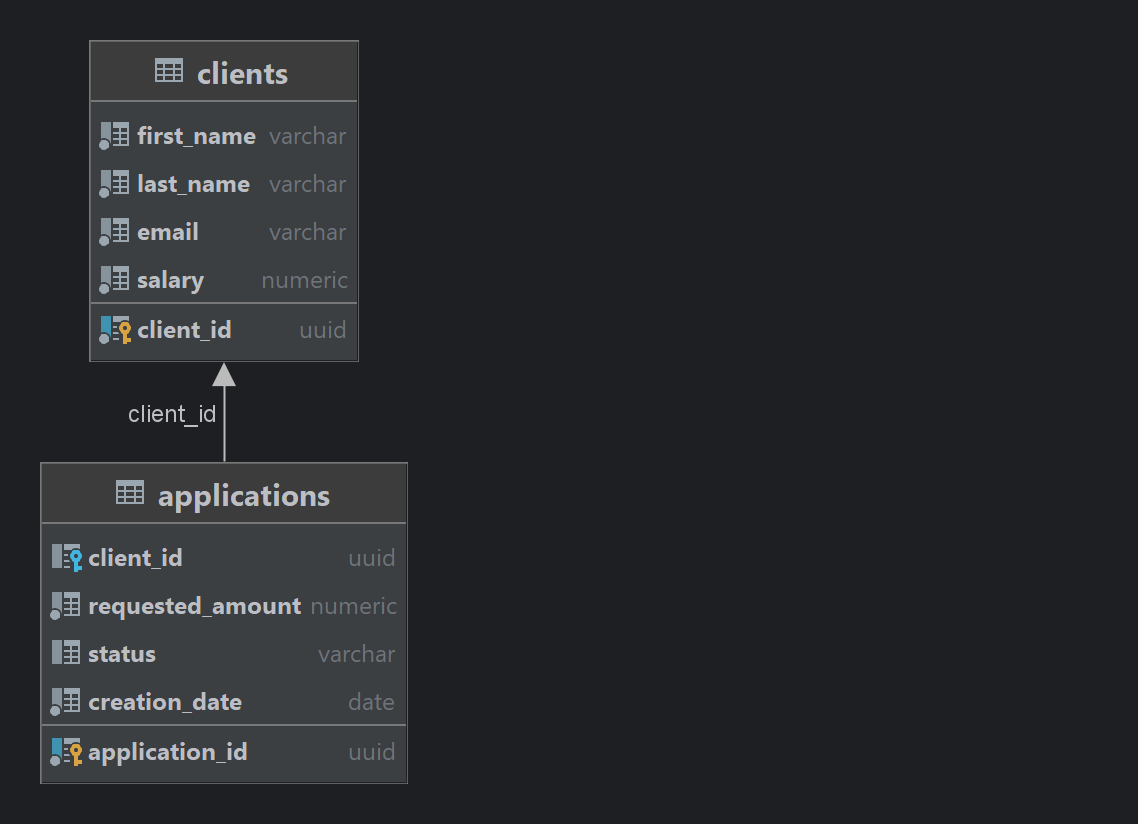 clients
first_name varchar
last_name varchar
email varchar
salary numeric
client_id uuid
client_id
applications
client_id uuid
requested_amount numeric
status varchar
creation_date date
application_id uuid